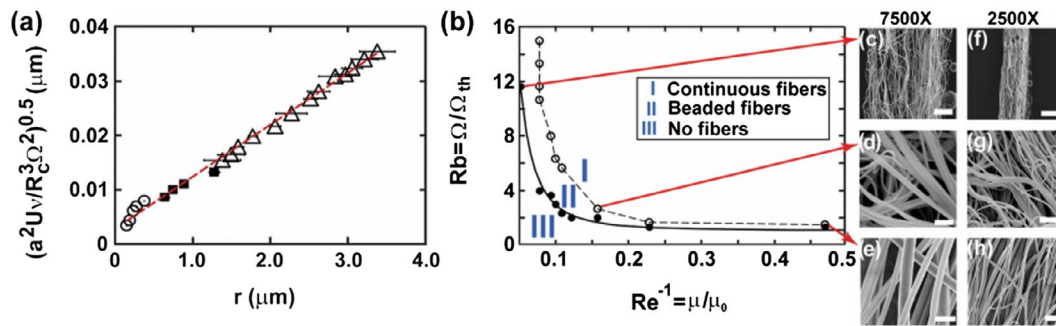 (a)
(a²Uν/R³cΩ²)⁰·⁵ (μm)
0.04
0.03
0.02
0.01
0
0
1.0
2.0
3.0
4.0
r (μm)
(b)
Rb=Ω/Ωth
16
12
8
4
0
I Continuous fibers
II Beaded fibers
III No fibers
I
II
III
0.1
0.2
0.3
0.4
0.5
Re⁻¹=μ/μ₀
7500X
2500X
(c)
(f)
(d)
(g)
(e)
(h)